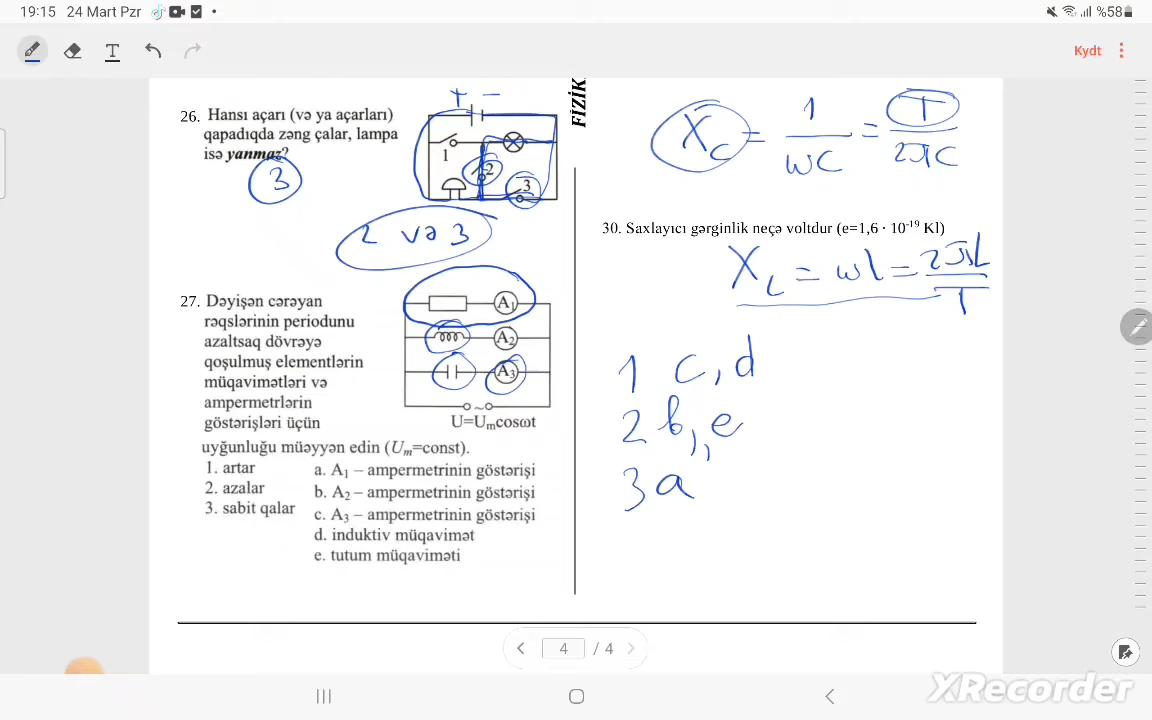 19:15 24 Mart Pzr
%58
T
Kydt
FİZİK
26. Hansı açarı (və ya açarları)
qapadıqda zəng çalar, lampa
isə yanmaz?
+ −
1
2
3
3
2 və 3
27. Dəyişən cərəyan
rəqslərinin periodunu
azaltsaq dövrəyə
qoşulmuş elementlərin
müqavimətləri və
ampermetrlərin
göstərişləri üçün
uyğunluğu müəyyən edin (Um=const).
A1
A2
A3
~
U=Umcosωt
1. artar
2. azalar
3. sabit qalar
a. A1 – ampermetrinin göstərişi
b. A2 – ampermetrinin göstərişi
c. A3 – ampermetrinin göstərişi
d. induktiv müqavimət
e. tutum müqaviməti
Xc = 1/ωC = T/2πC
30. Saxlayıcı gərginlik neçə voltdur (e=1,6 · 10⁻¹⁹ Kl)
XL = ωL = 2πL/T
1 c, d
2 b, e
3 a
4 / 4
XRecorder